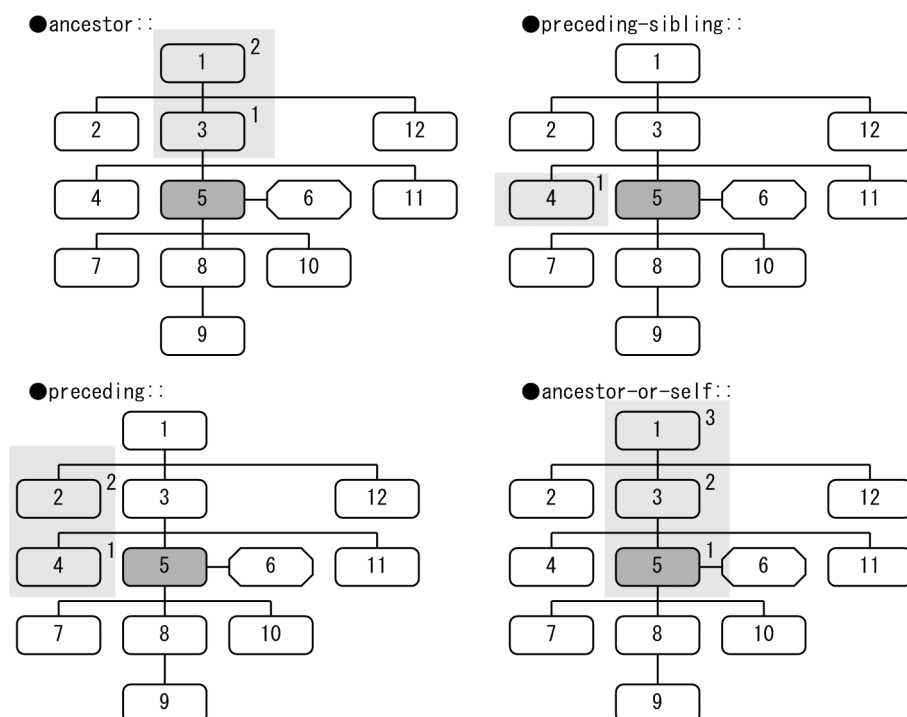 ●ancestor::
1 2
2 3 1 12
4 5 6 11
7 8 10
9
●preceding-sibling::
1
2 3 12
4 1 5 6 11
7 8 10
9
●preceding::
1
2 2 3 12
4 1 5 6 11
7 8 10
9
●ancestor-or-self::
1 3
2 3 2 12
4 5 1 6 11
7 8 10
9